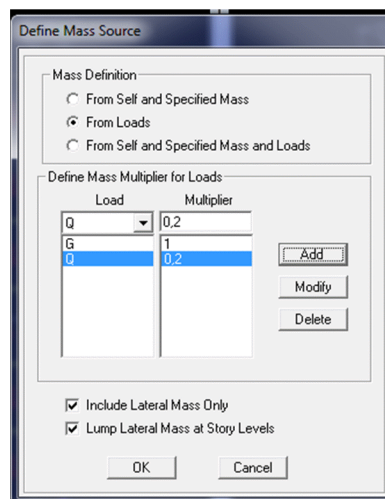 Define Mass Source
Mass Definition
From Self and Specified Mass
From Loads
From Self and Specified Mass and Loads
Define Mass Multiplier for Loads
Load Multiplier
Q 0,2
G 1
Q 0,2
Add
Modify
Delete
Include Lateral Mass Only
Lump Lateral Mass at Story Levels
OK Cancel